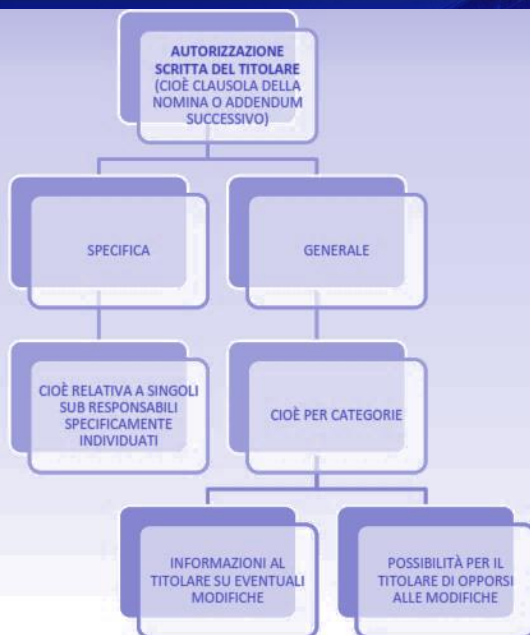 AUTORIZZAZIONE
SCRITTA DEL TITOLARE
(CIOÈ CLAUSOLA DELLA
NOMINA O ADDENDUM
SUCCESSIVO)
SPECIFICA
GENERALE
CIOÈ RELATIVA A SINGOLI
SUB RESPONSABILI
SPECIFICAMENTE
INDIVIDUATI
CIOÈ PER CATEGORIE
INFORMAZIONI AL
TITOLARE SU EVENTUALI
MODIFICHE
POSSIBILITÀ PER IL
TITOLARE DI OPPORSI
ALLE MODIFICHE